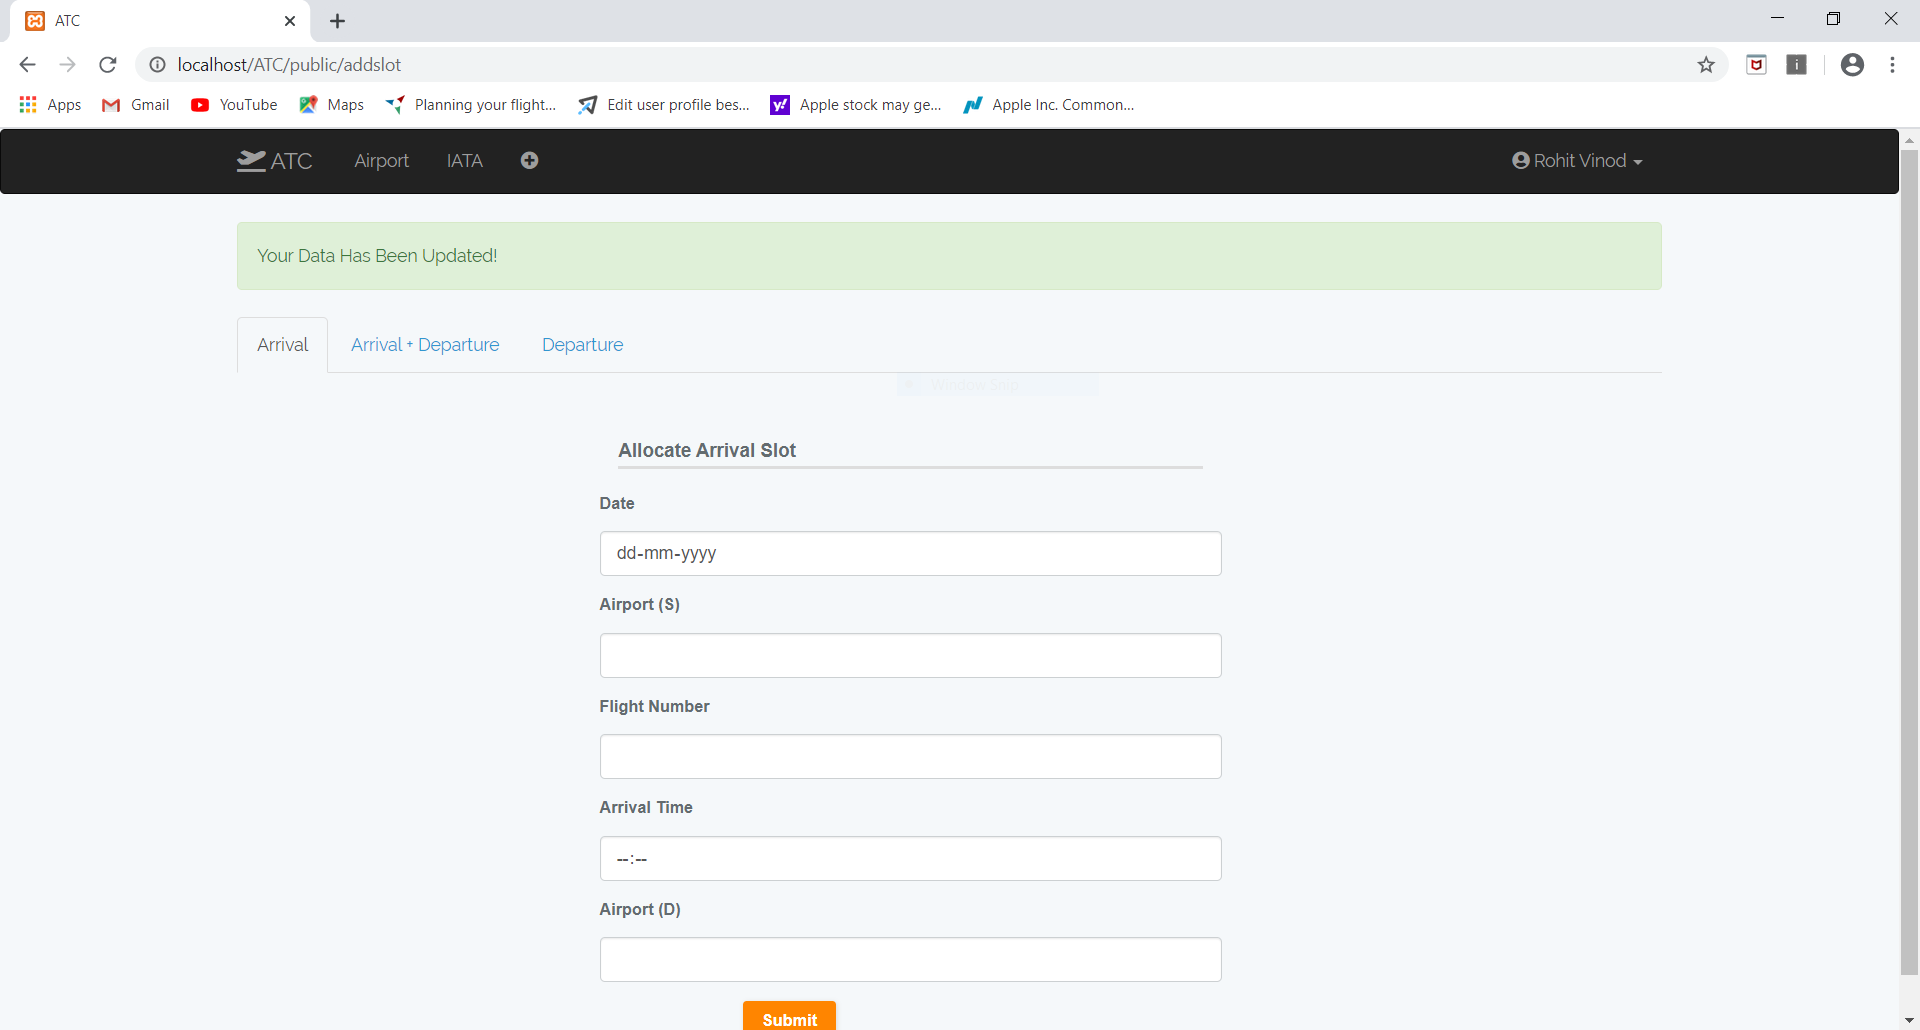 ATC
localhost/ATC/public/addslot
Apps Gmail YouTube Maps Planning your flight... Edit user profile bes... Apple stock may ge... Apple Inc. Common...
ATC Airport IATA Rohit Vinod
Your Data Has Been Updated!
Arrival Arrival + Departure Departure
Window Snip
Allocate Arrival Slot
Date
dd-mm-yyyy
Airport (S)
Flight Number
Arrival Time
--:--
Airport (D)
Submit